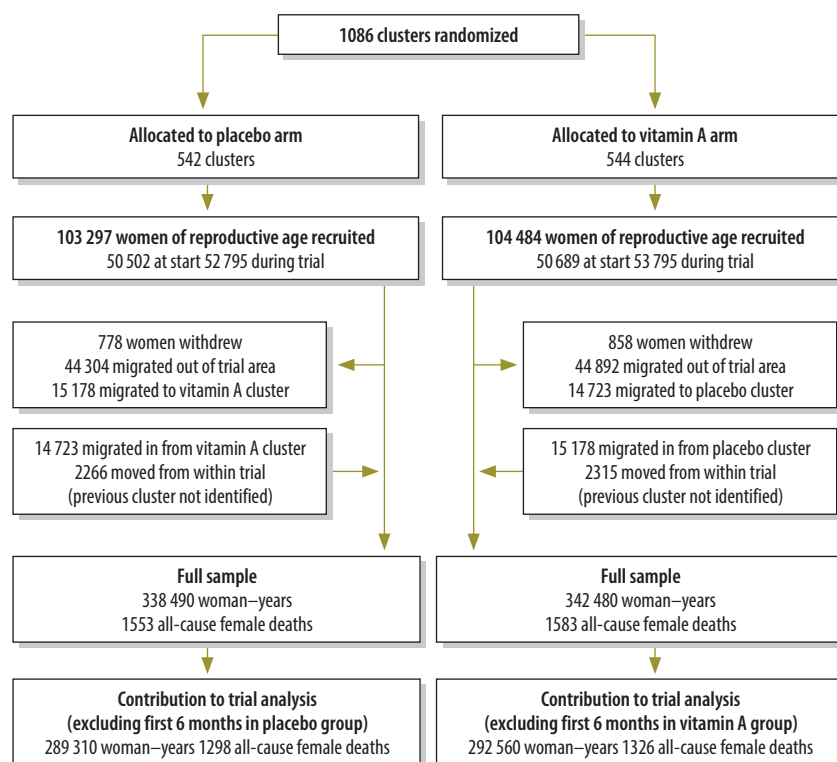 1086 clusters randomized
Allocated to placebo arm
542 clusters
Allocated to vitamin A arm
544 clusters
103 297 women of reproductive age recruited
50 502 at start 52 795 during trial
104 484 women of reproductive age recruited
50 689 at start 53 795 during trial
778 women withdrew
44 304 migrated out of trial area
15 178 migrated to vitamin A cluster
858 women withdrew
44 892 migrated out of trial area
14 723 migrated to placebo cluster
14 723 migrated in from vitamin A cluster
2266 moved from within trial
(previous cluster not identified)
15 178 migrated in from placebo cluster
2315 moved from within trial
(previous cluster not identified)
Full sample
338 490 woman–years
1553 all-cause female deaths
Full sample
342 480 woman–years
1583 all-cause female deaths
Contribution to trial analysis
(excluding first 6 months in placebo group)
289 310 woman–years 1298 all-cause female deaths
Contribution to trial analysis
(excluding first 6 months in vitamin A group)
292 560 woman–years 1326 all-cause female deaths